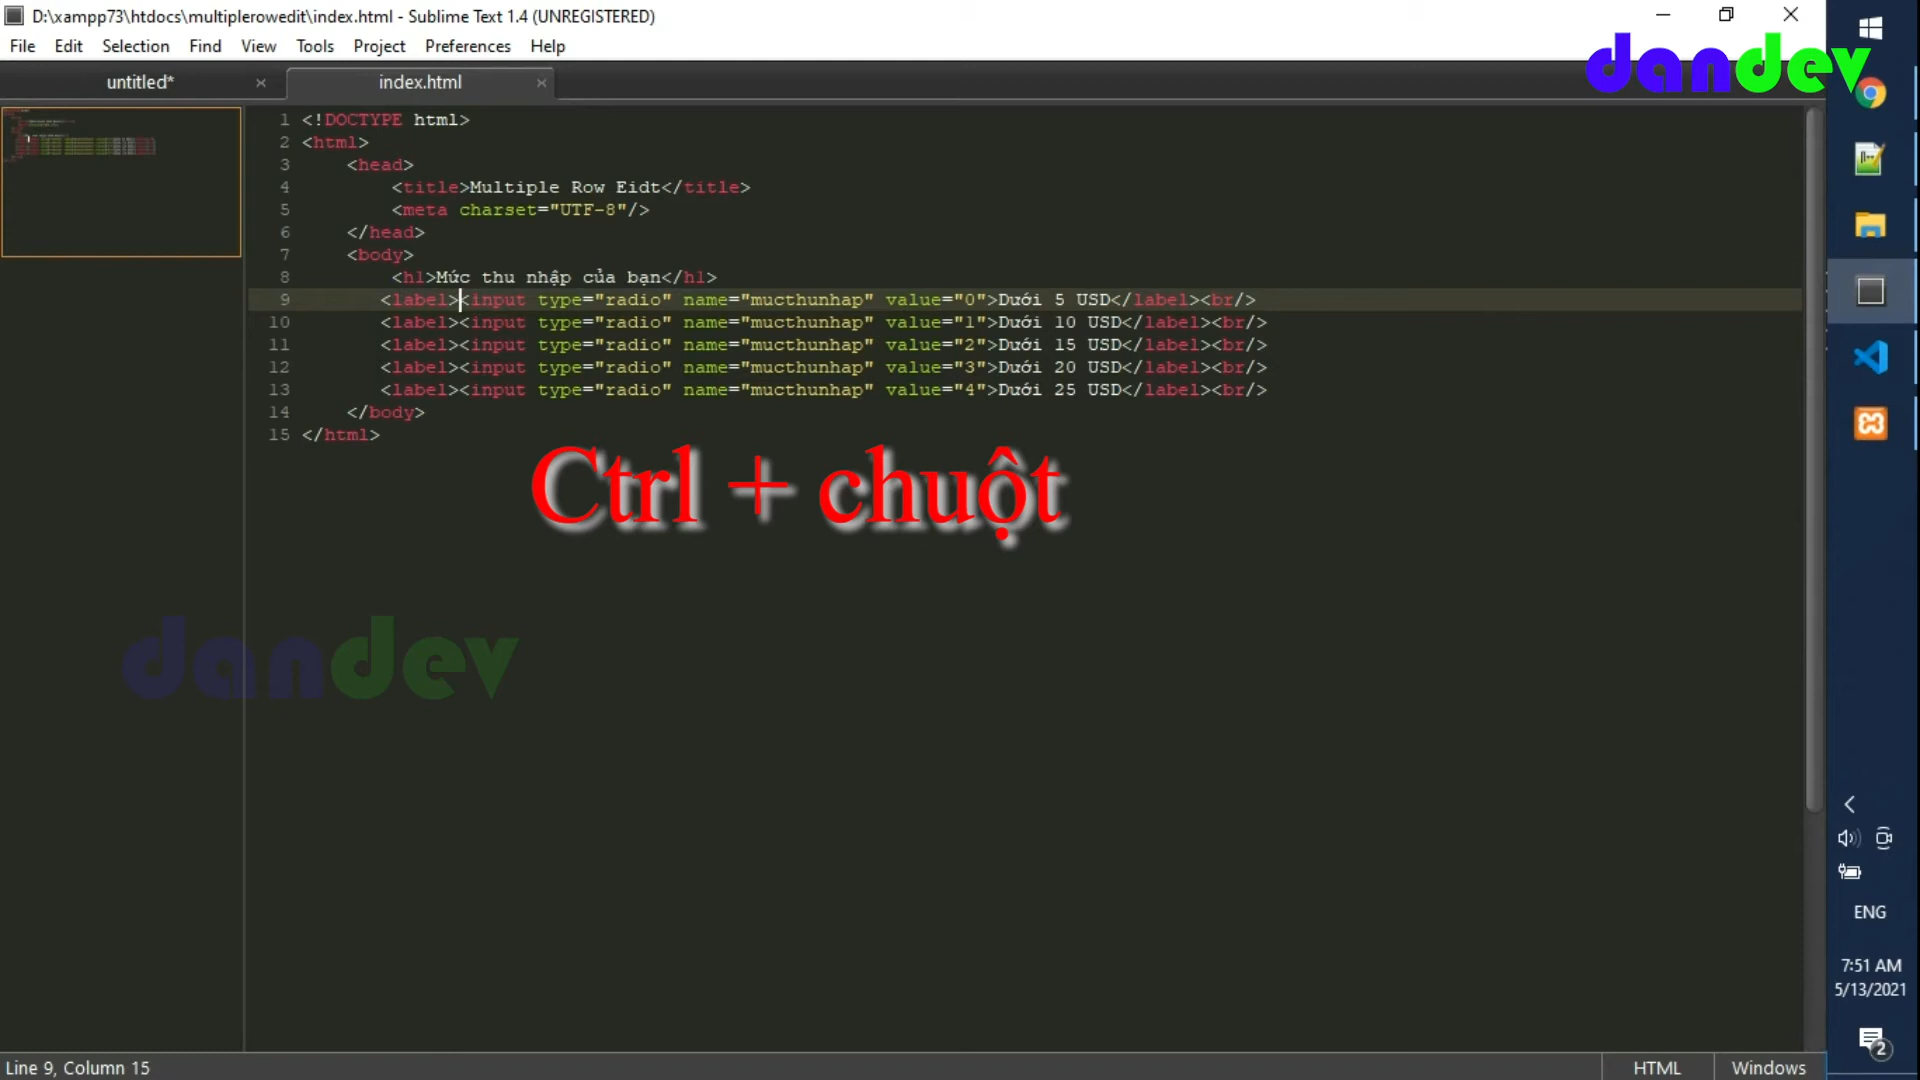 D:\xampp73\htdocs\multiplerowedit\index.html - Sublime Text 1.4 (UNREGISTERED)
File Edit Selection Find View Tools Project Preferences Help
dandev
untitled* × index.html ×
1 <!DOCTYPE html>
2 <html>
3 <head>
4 <title>Multiple Row Eidt</title>
5 <meta charset="UTF-8"/>
6 </head>
7 <body>
8 <h1>Mức thu nhập của bạn</h1>
9 <label><input type="radio" name="mucthunhap" value="0">Dưới 5 USD</label><br/>
10 <label><input type="radio" name="mucthunhap" value="1">Dưới 10 USD</label><br/>
11 <label><input type="radio" name="mucthunhap" value="2">Dưới 15 USD</label><br/>
12 <label><input type="radio" name="mucthunhap" value="3">Dưới 20 USD</label><br/>
13 <label><input type="radio" name="mucthunhap" value="4">Dưới 25 USD</label><br/>
14 </body>
15 </html>
Ctrl + chuột
dandev
ENG
7:51 AM
5/13/2021
2
Line 9, Column 15
HTML
Windows